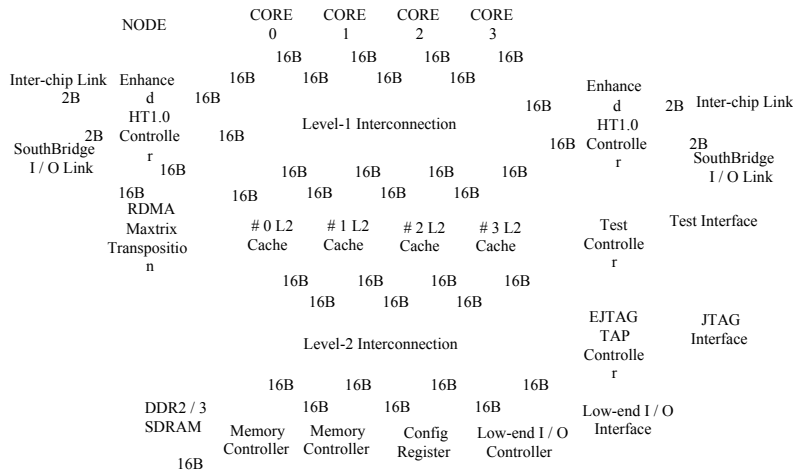 NODE
CORE 0
CORE 1
CORE 2
CORE 3
16B 16B 16B 16B
16B 16B 16B 16B
Inter-chip Link
2B
Enhance
d
HT1.0
Controlle
r
16B
16B
Enhance
d
HT1.0
Controlle
r
2B
Inter-chip Link
Level-1 Interconnection
2B
SouthBridge
I / O Link
16B
16B
16B
2B
SouthBridge
I / O Link
16B 16B 16B 16B
16B
16B 16B 16B 16B
RDMA
Maxtrix
Transpositio
n
# 0 L2
Cache
# 1 L2
Cache
# 2 L2
Cache
# 3 L2
Cache
Test
Controlle
r
Test Interface
16B 16B 16B 16B
16B 16B 16B
Level-2 Interconnection
EJTAG
TAP
Controlle
r
JTAG
Interface
16B 16B 16B 16B
16B 16B 16B
DDR2 / 3
SDRAM
16B
Memory
Controller
Memory
Controller
Config
Register
Low-end I / O
Controller
Low-end I / O
Interface